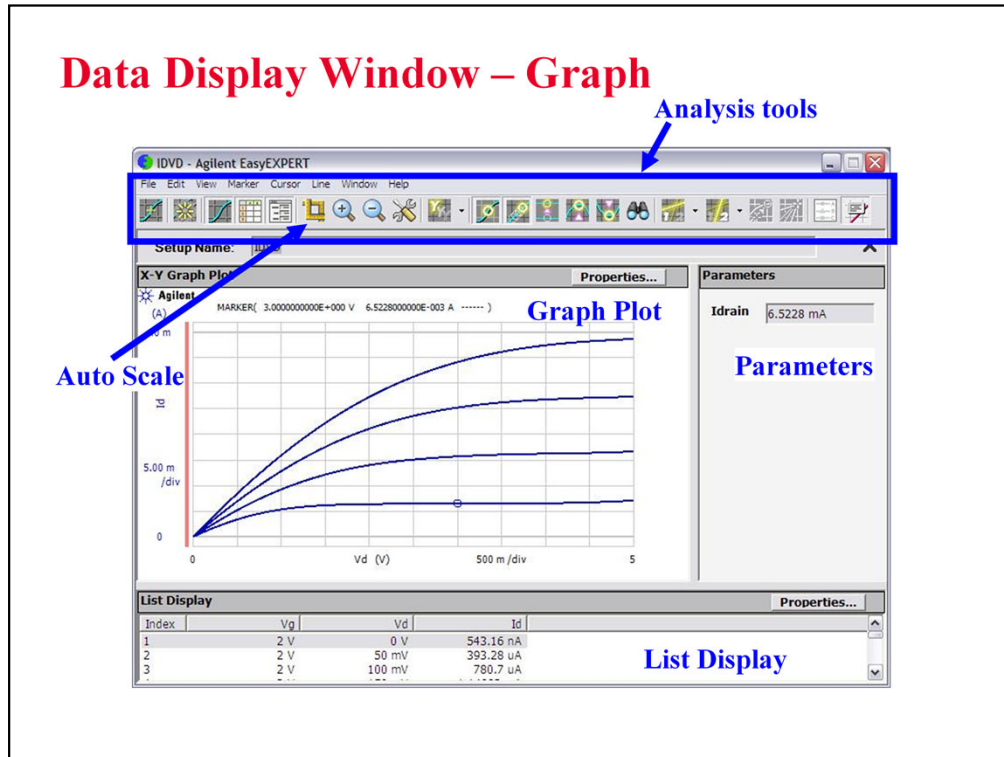 Data Display Window – Graph
Analysis tools
IDVD - Agilent EasyEXPERT
File Edit View Marker Cursor Line Window Help
Setup Name:
X-Y Graph Plot
Properties...
Parameters
Agilent
(A)
MARKER( 3.0000000000E+000 V 6.5228000000E-003 A ------ )
Graph Plot
Idrain 6.5228 mA
Auto Scale
Parameters
Id
5.00 m
/div
0
0
Vd (V)
500 m/div
5
List Display
Properties...
Index Vg Vd Id
1 2 V 0 V 543.16 nA
2 2 V 50 mV 393.28 uA
3 2 V 100 mV 780.7 uA
List Display